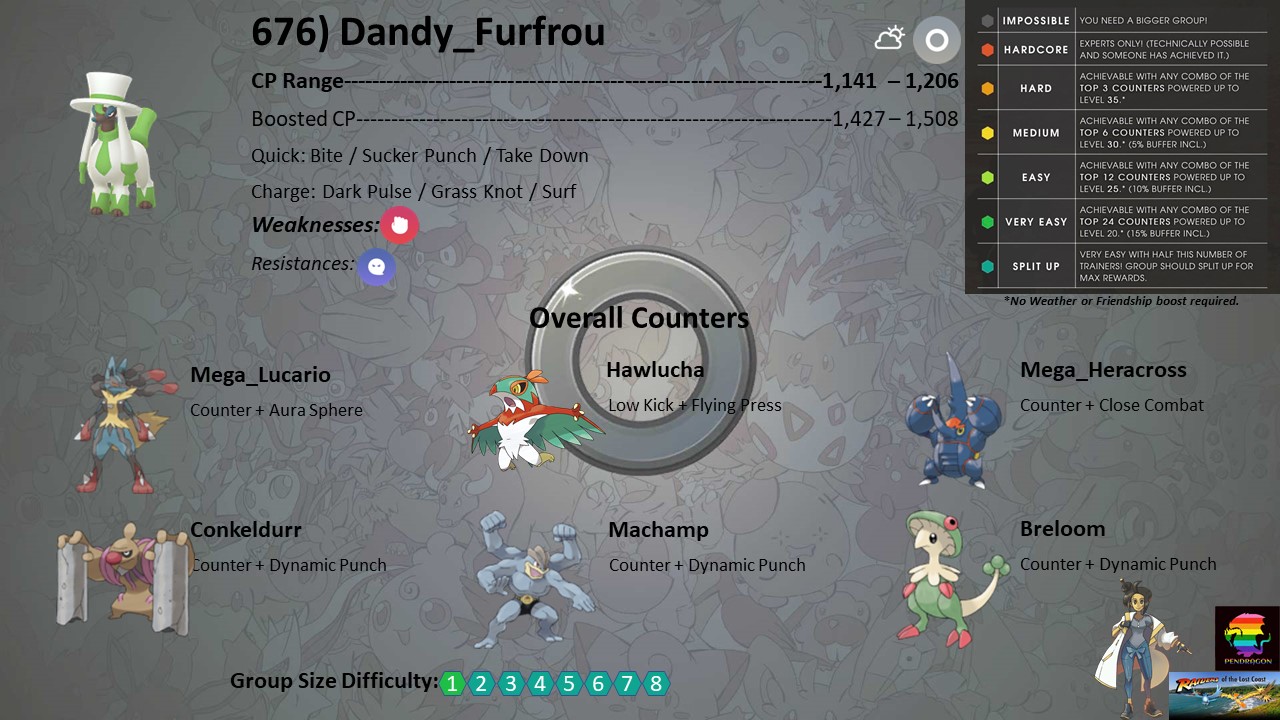 676) Dandy_Furfrou
CP Range--------------------------------------------------------------------1,141 – 1,206
Boosted CP--------------------------------------------------------------------1,427 – 1,508
Quick: Bite / Sucker Punch / Take Down
Charge: Dark Pulse / Grass Knot / Surf
Weaknesses:
Resistances:
IMPOSSIBLE YOU NEED A BIGGER GROUP!
HARDCORE EXPERTS ONLY! (TECHNICALLY POSSIBLE
AND SOMEONE HAS ACHIEVED IT.)
HARD ACHIEVABLE WITH ANY COMBO OF THE
TOP 3 COUNTERS POWERED UP TO
LEVEL 35.*
MEDIUM ACHIEVABLE WITH ANY COMBO OF THE
TOP 6 COUNTERS POWERED UP TO
LEVEL 30.* (5% BUFFER INCL.)
EASY ACHIEVABLE WITH ANY COMBO OF THE
TOP 12 COUNTERS POWERED UP TO
LEVEL 25.* (10% BUFFER INCL.)
VERY EASY ACHIEVABLE WITH ANY COMBO OF THE
TOP 24 COUNTERS POWERED UP TO
LEVEL 20.* (15% BUFFER INCL.)
SPLIT UP VERY EASY WITH HALF THIS NUMBER OF
TRAINERS! GROUP SHOULD SPLIT UP FOR
MAX REWARDS.
*No Weather or Friendship boost required.
Overall Counters
Mega_Lucario
Counter + Aura Sphere
Hawlucha
Low Kick + Flying Press
Mega_Heracross
Counter + Close Combat
Conkeldurr
Counter + Dynamic Punch
Machamp
Counter + Dynamic Punch
Breloom
Counter + Dynamic Punch
Group Size Difficulty: 1 2 3 4 5 6 7 8
PENDROGON
RAIDERS of the Lost Coast